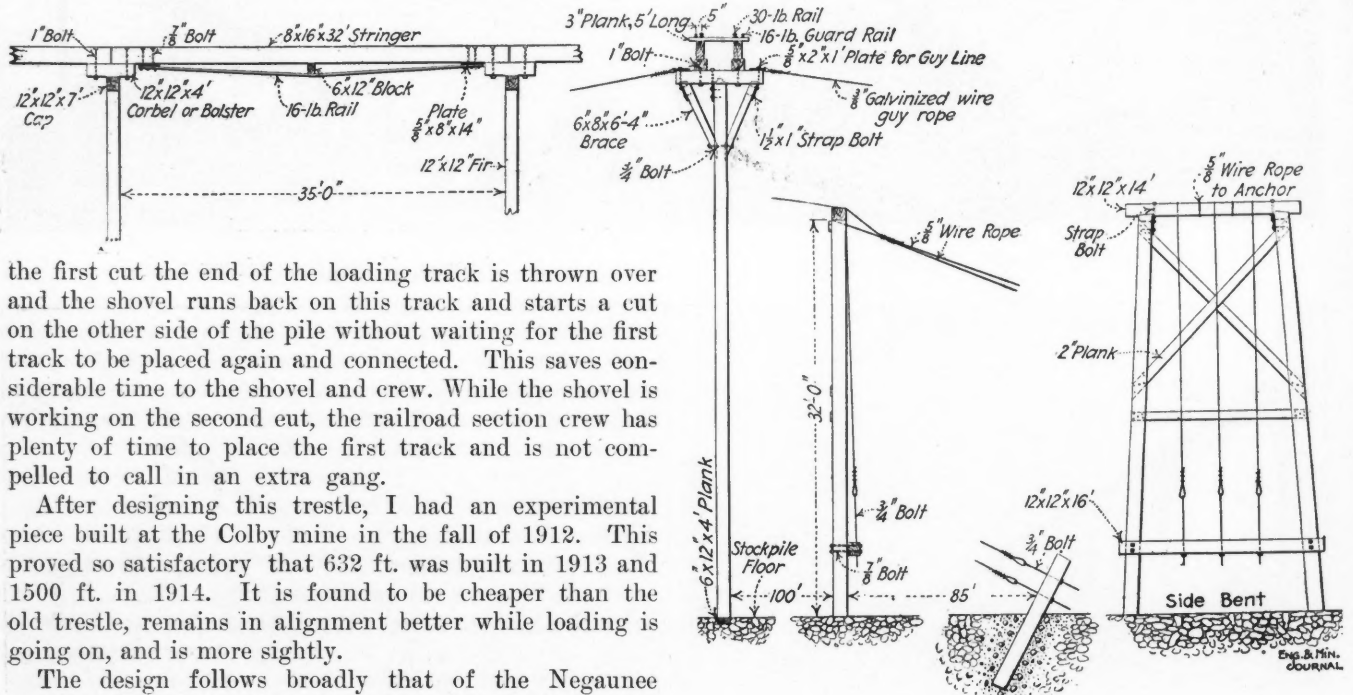 1"Bolt
7/8" Bolt
8"x16"x32' Stringer
12"x12"x7'
Cap
12"x12"x4'
Corbel or Bolster
16-lb. Rail
6"x12"Block
Plate
5/8"x8"x14"
12'x12"Fir
35'-0"
3"Plank, 5' Long
5"
30-lb. Rail
16-lb. Guard Rail
1"Bolt
5/8"x2"x1' Plate for Guy Line
3/8" Galvinized wire
guy rope
6"x8"x6'-4"
Brace
1 1/2"x1" Strap Bolt
3/4" Bolt
5/8" Wire Rope
32'-0"
3/4" Bolt
7/8" Bolt
6"x12"x4' Plank
Stockpile
Floor
100'
85'
3/4" Bolt
12"x12"x14'
5/8" Wire Rope
to Anchor
Strap
Bolt
2"Plank
12"x12"x16'
Side Bent
ENG. & MIN.
JOURNAL
the first cut the end of the loading track is thrown over
and the shovel runs back on this track and starts a cut
on the other side of the pile without waiting for the first
track to be placed again and connected. This saves con-
siderable time to the shovel and crew. While the shovel is
working on the second cut, the railroad section crew has
plenty of time to place the first track and is not com-
pelled to call in an extra gang.
After designing this trestle, I had an experimental
piece built at the Colby mine in the fall of 1912. This
proved so satisfactory that 632 ft. was built in 1913 and
1500 ft. in 1914. It is found to be cheaper than the
old trestle, remains in alignment better while loading is
going on, and is more sightly.
The design follows broadly that of the Negaunee